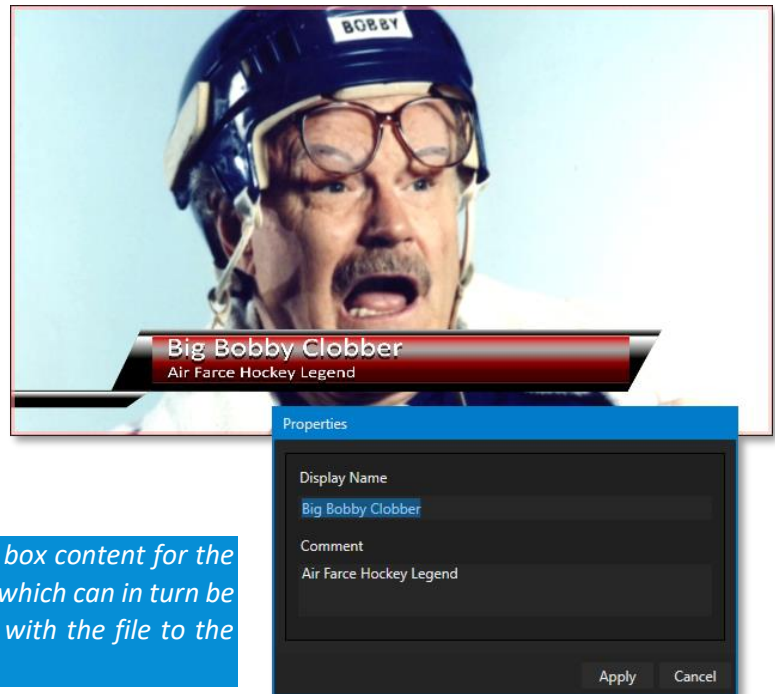 BOBBY
Big Bobby Clobber
Air Farce Hockey Legend
Properties
Display Name
Big Bobby Clobber
Comment
Air Farce Hockey Legend
Apply Cancel
box content for the
which can in turn be
with the file to the